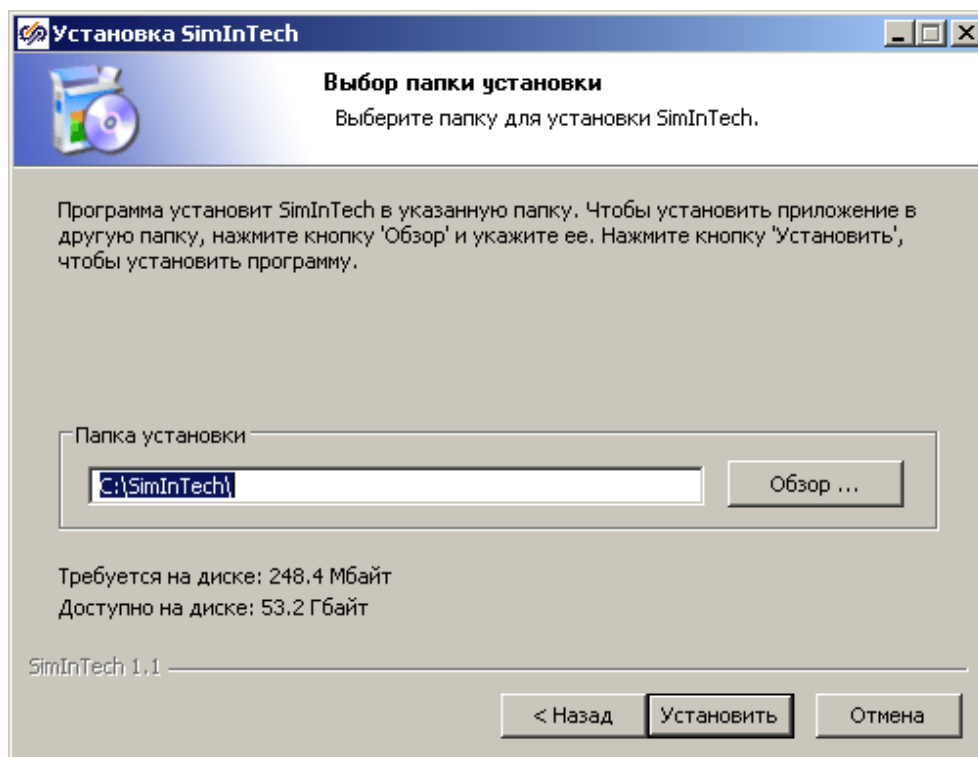 Установка SimInTech
Выбор папки установки
Выберите папку для установки SimInTech.
Программа установит SimInTech в указанную папку. Чтобы установить приложение в
другую папку, нажмите кнопку 'Обзор' и укажите ее. Нажмите кнопку 'Установить',
чтобы установить программу.
Папка установки
C:\SimInTech\
Обзор ...
Требуется на диске: 248.4 Мбайт
Доступно на диске: 53.2 Гбайт
SimInTech 1.1
< Назад
Установить
Отмена